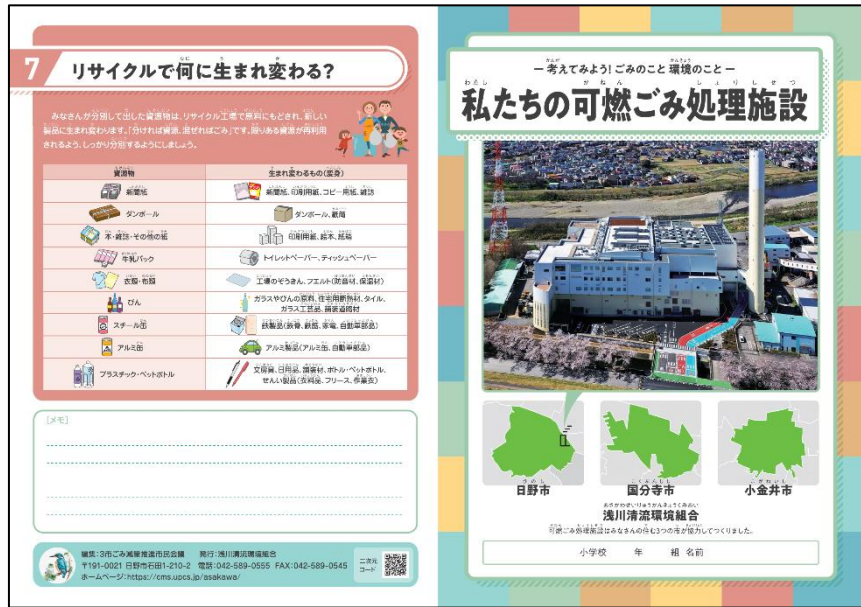 7 リサイクルで何に生まれ変わる?
みなさんが分別して出した資源物は、リサイクル工場で原料にもどされ、新しい
製品に生まれ変わります。「分ければ資源、混ぜればごみ」です。限りある資源が再利用
されるよう、しっかり分別するようにしましょう。
資源物 生まれ変わるもの(変身)
新聞紙 新聞紙、印刷用紙、コピー用紙、雑誌
ダンボール ダンボール、紙筒
本・雑誌・その他の紙 印刷用紙、絵本、紙箱
牛乳パック トイレットペーパー、ティッシュペーパー
衣類・布類 工場のぞうきん、フエルト(防音材、保温材)
びん ガラスやびんの原料、住宅用断熱材、タイル、
ガラス工芸品、舗装道路材
スチール缶 鉄製品(鉄骨、鉄筋、家電、自動車部品)
アルミ缶 アルミ製品(アルミ缶、自動車部品)
プラスチック・ペットボトル 文房具、日用品、舗装材、ボトル・ペットボトル、
せんい製品(衣料品、フリース、作業衣)
[メモ]
編集:3市ごみ減量推進市民会議 発行:浅川清流環境組合
〒191-0021 日野市石田1-210-2 電話:042-589-0555 FAX:042-589-0545
ホームページ:https://cms.upcs.jp/asakawa/
二次元
コード
― 考えてみよう! ごみのこと 環境のこと ―
私たちの可燃ごみ処理施設
日野市 国分寺市 小金井市
浅川清流環境組合
可燃ごみ処理施設はみなさんの住む3つの市が協力してつくりました。
小学校 年 組 名前